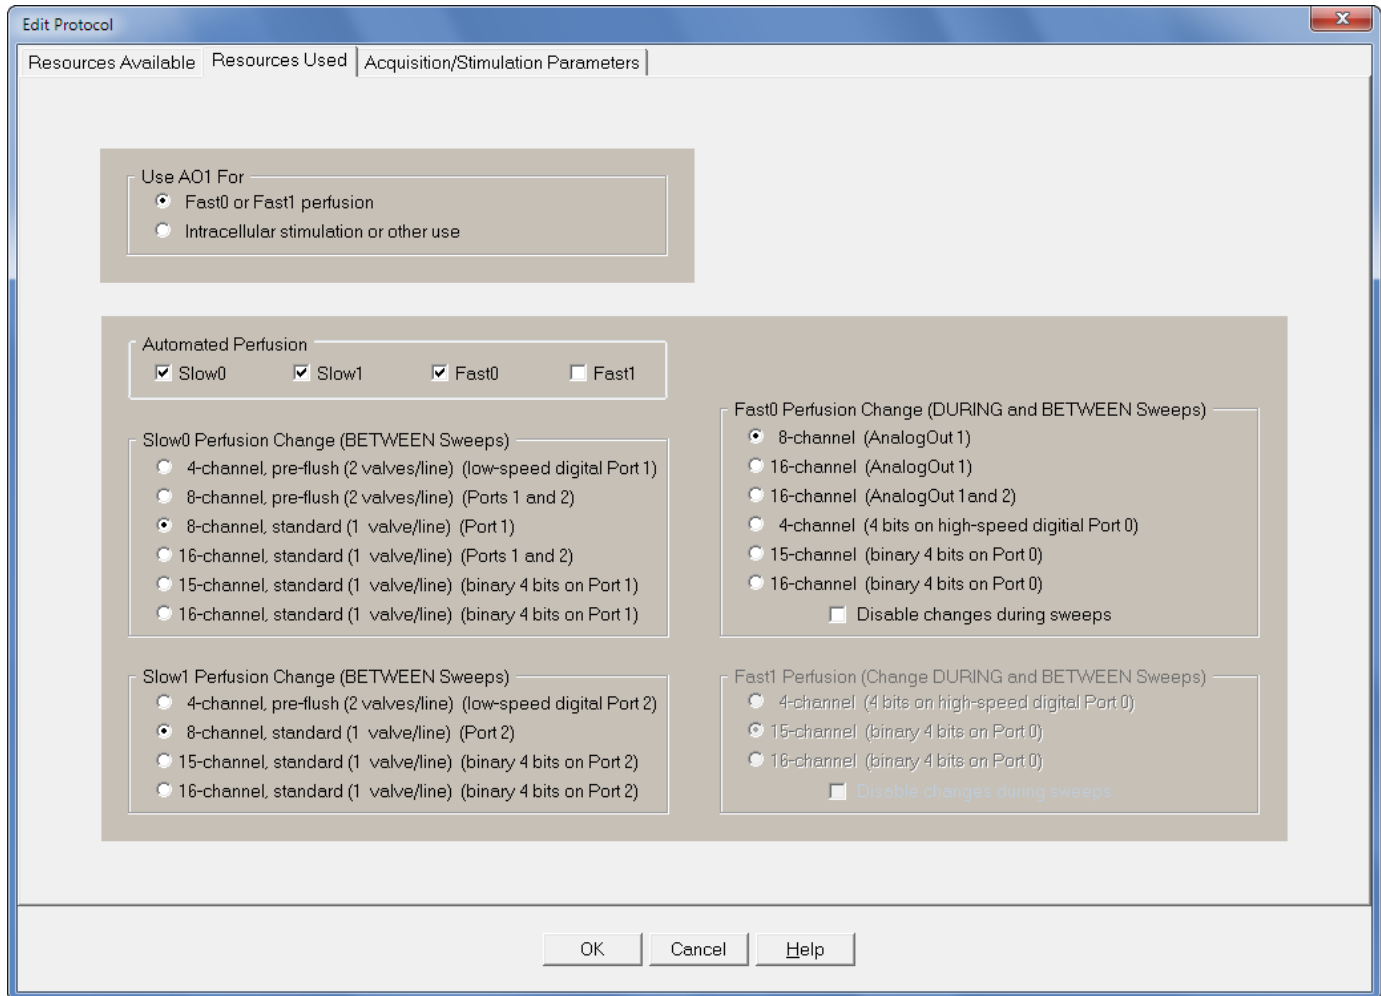 Edit Protocol
Resources Available
Resources Used
Acquisition/Stimulation Parameters
Use AO1 For
Fast0 or Fast1 perfusion
Intracellular stimulation or other use
Automated Perfusion
Slow0
Slow1
Fast0
Fast1
Slow0 Perfusion Change (BETWEEN Sweeps)
4-channel, pre-flush (2 valves/line) (low-speed digital Port 1)
8-channel, pre-flush (2 valves/line) (Ports 1 and 2)
8-channel, standard (1 valve/line) (Port 1)
16-channel, standard (1 valve/line) (Ports 1 and 2)
15-channel, standard (1 valve/line) (binary 4 bits on Port 1)
16-channel, standard (1 valve/line) (binary 4 bits on Port 1)
Slow1 Perfusion Change (BETWEEN Sweeps)
4-channel, pre-flush (2 valves/line) (low-speed digital Port 2)
8-channel, standard (1 valve/line) (Port 2)
15-channel, standard (1 valve/line) (binary 4 bits on Port 2)
16-channel, standard (1 valve/line) (binary 4 bits on Port 2)
Fast0 Perfusion Change (DURING and BETWEEN Sweeps)
8-channel (AnalogOut 1)
16-channel (AnalogOut 1)
16-channel (AnalogOut 1and 2)
4-channel (4 bits on high-speed digitial Port 0)
15-channel (binary 4 bits on Port 0)
16-channel (binary 4 bits on Port 0)
Disable changes during sweeps
Fast1 Perfusion (Change DURING and BETWEEN Sweeps)
4-channel (4 bits on high-speed digital Port 0)
15-channel (binary 4 bits on Port 0)
16-channel (binary 4 bits on Port 0)
Disable changes during sweeps
OK
Cancel
Help